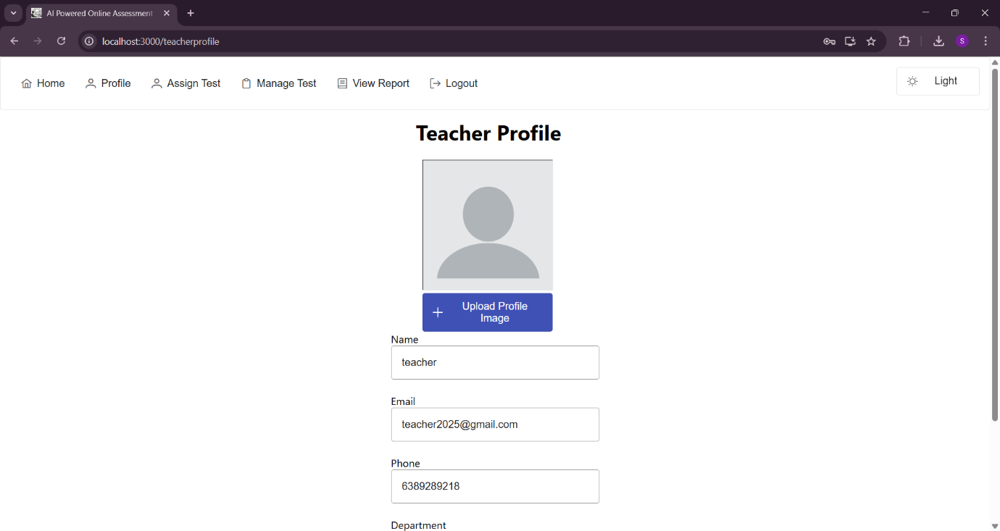 AI Powered Online Assessment
localhost:3000/teacherprofile
S
Home Profile Assign Test Manage Test View Report Logout Light
Teacher Profile
Upload Profile
Image
Name
teacher
Email
teacher2025@gmail.com
Phone
6389289218
Department